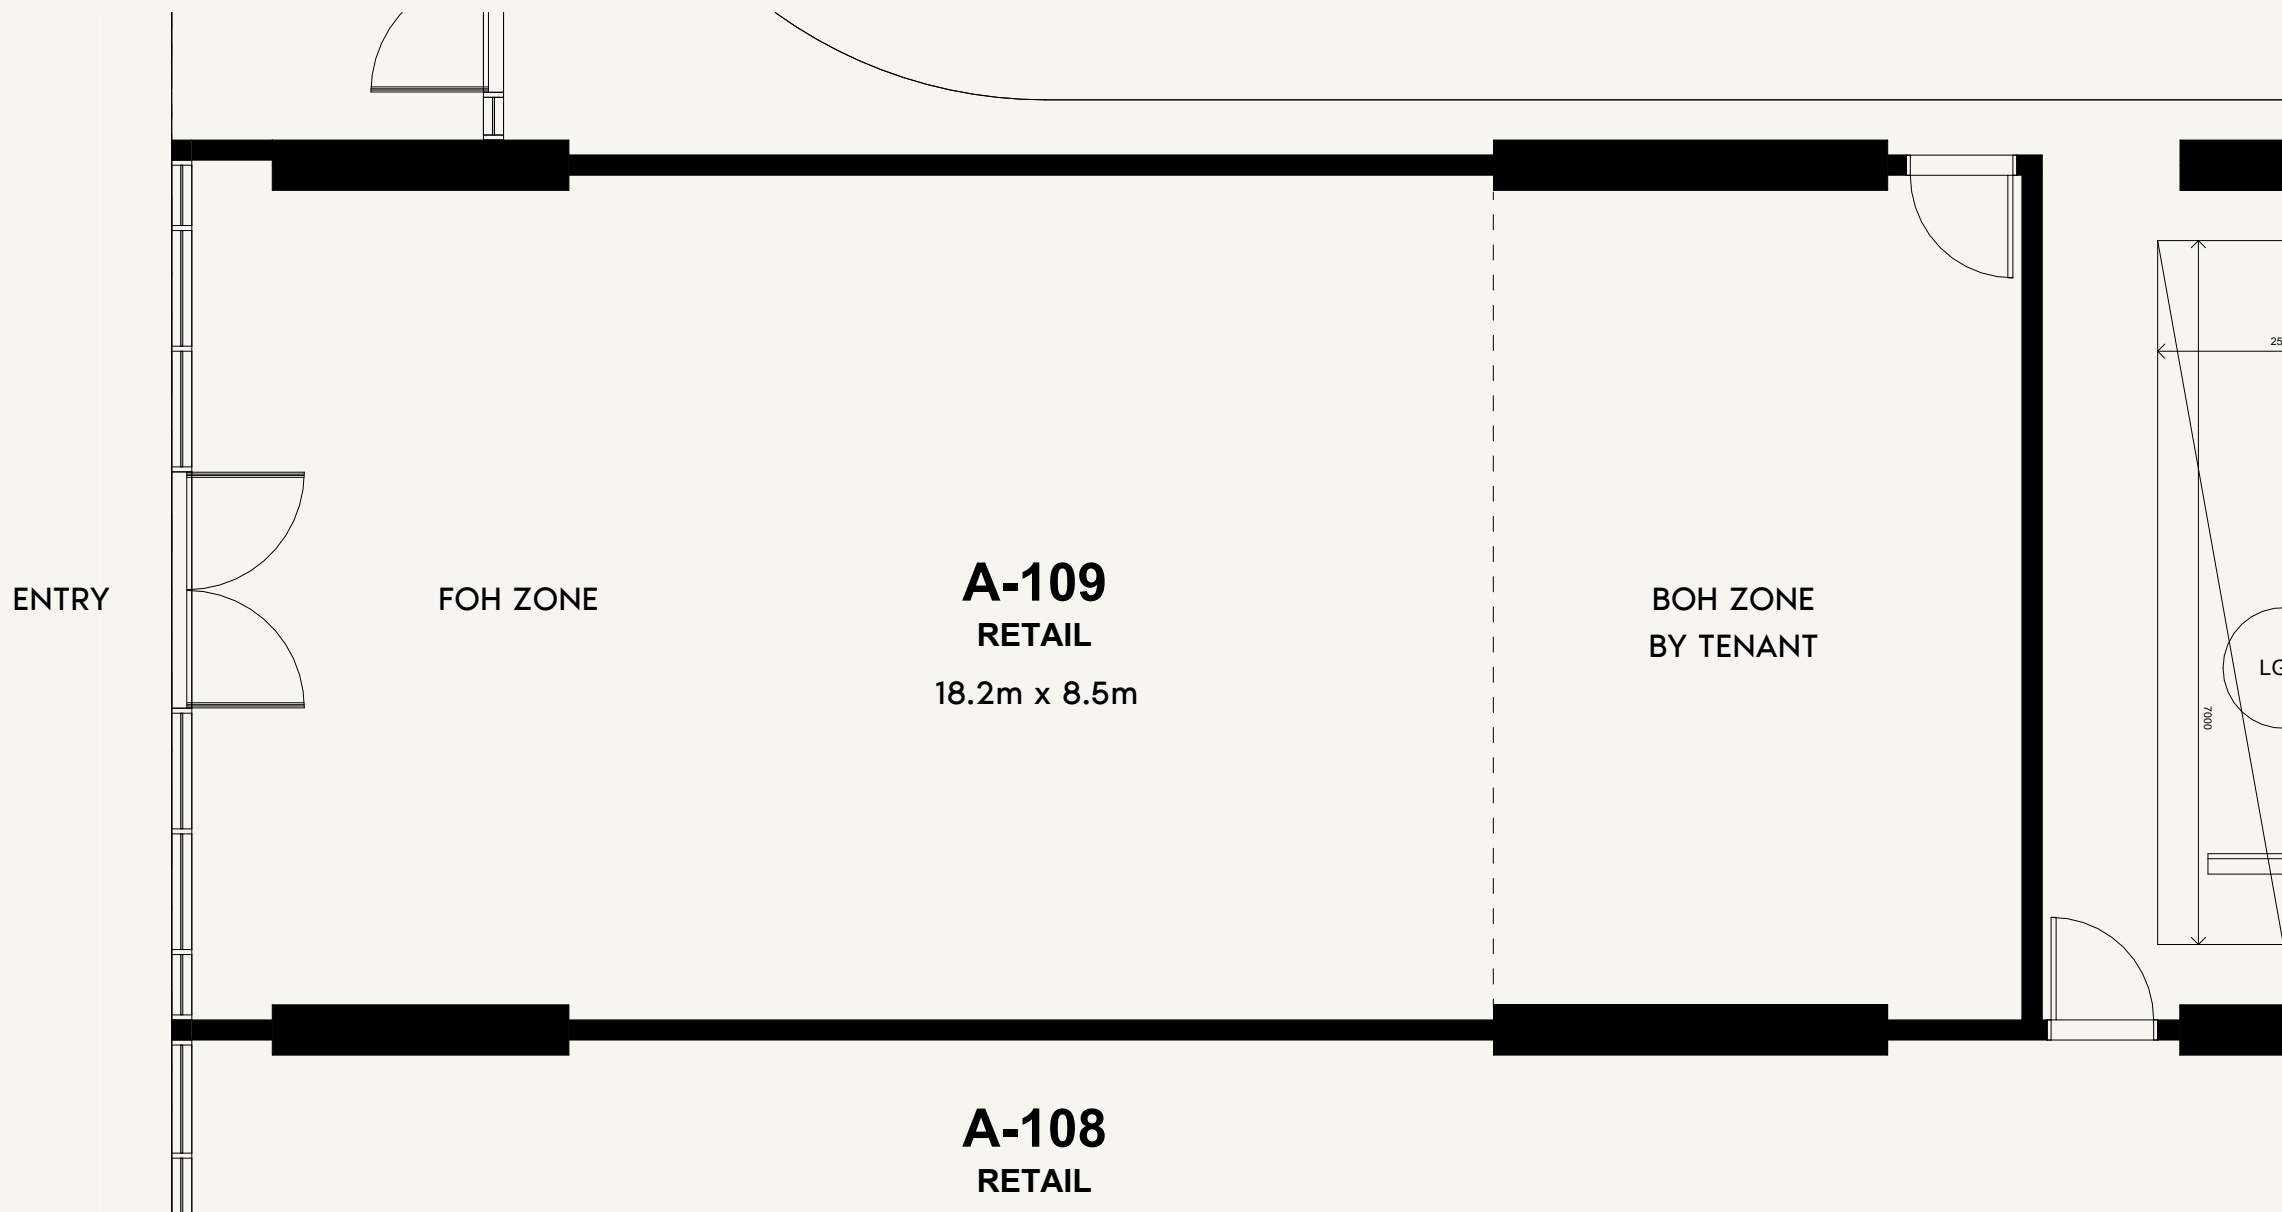 ENTRY
FOH ZONE
A-109
RETAIL
18.2m x 8.5m
BOH ZONE
BY TENANT
7000
A-108
RETAIL